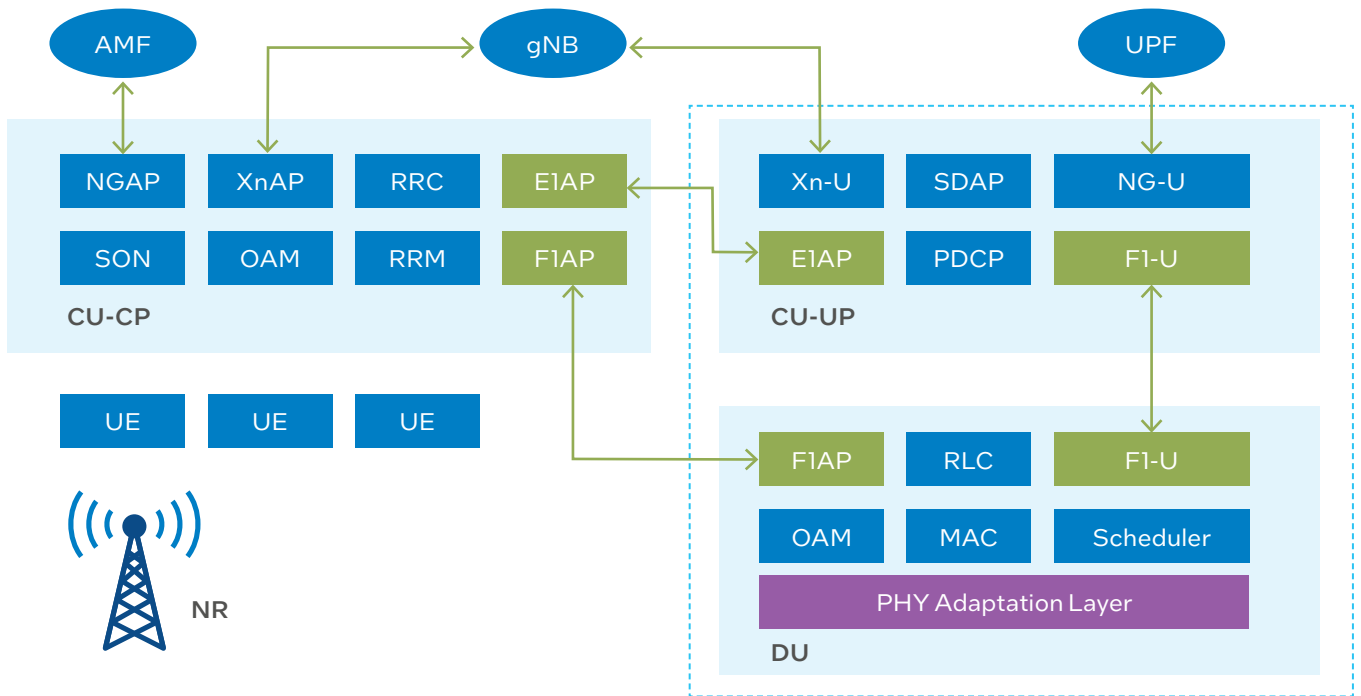 AMF
gNB
UPF
NGAP XnAP RRC E1AP
SON OAM RRM F1AP
CU-CP
Xn-U SDAP NG-U
E1AP PDCP F1-U
CU-UP
UE UE UE
NR
F1AP RLC F1-U
OAM MAC Scheduler
PHY Adaptation Layer
DU